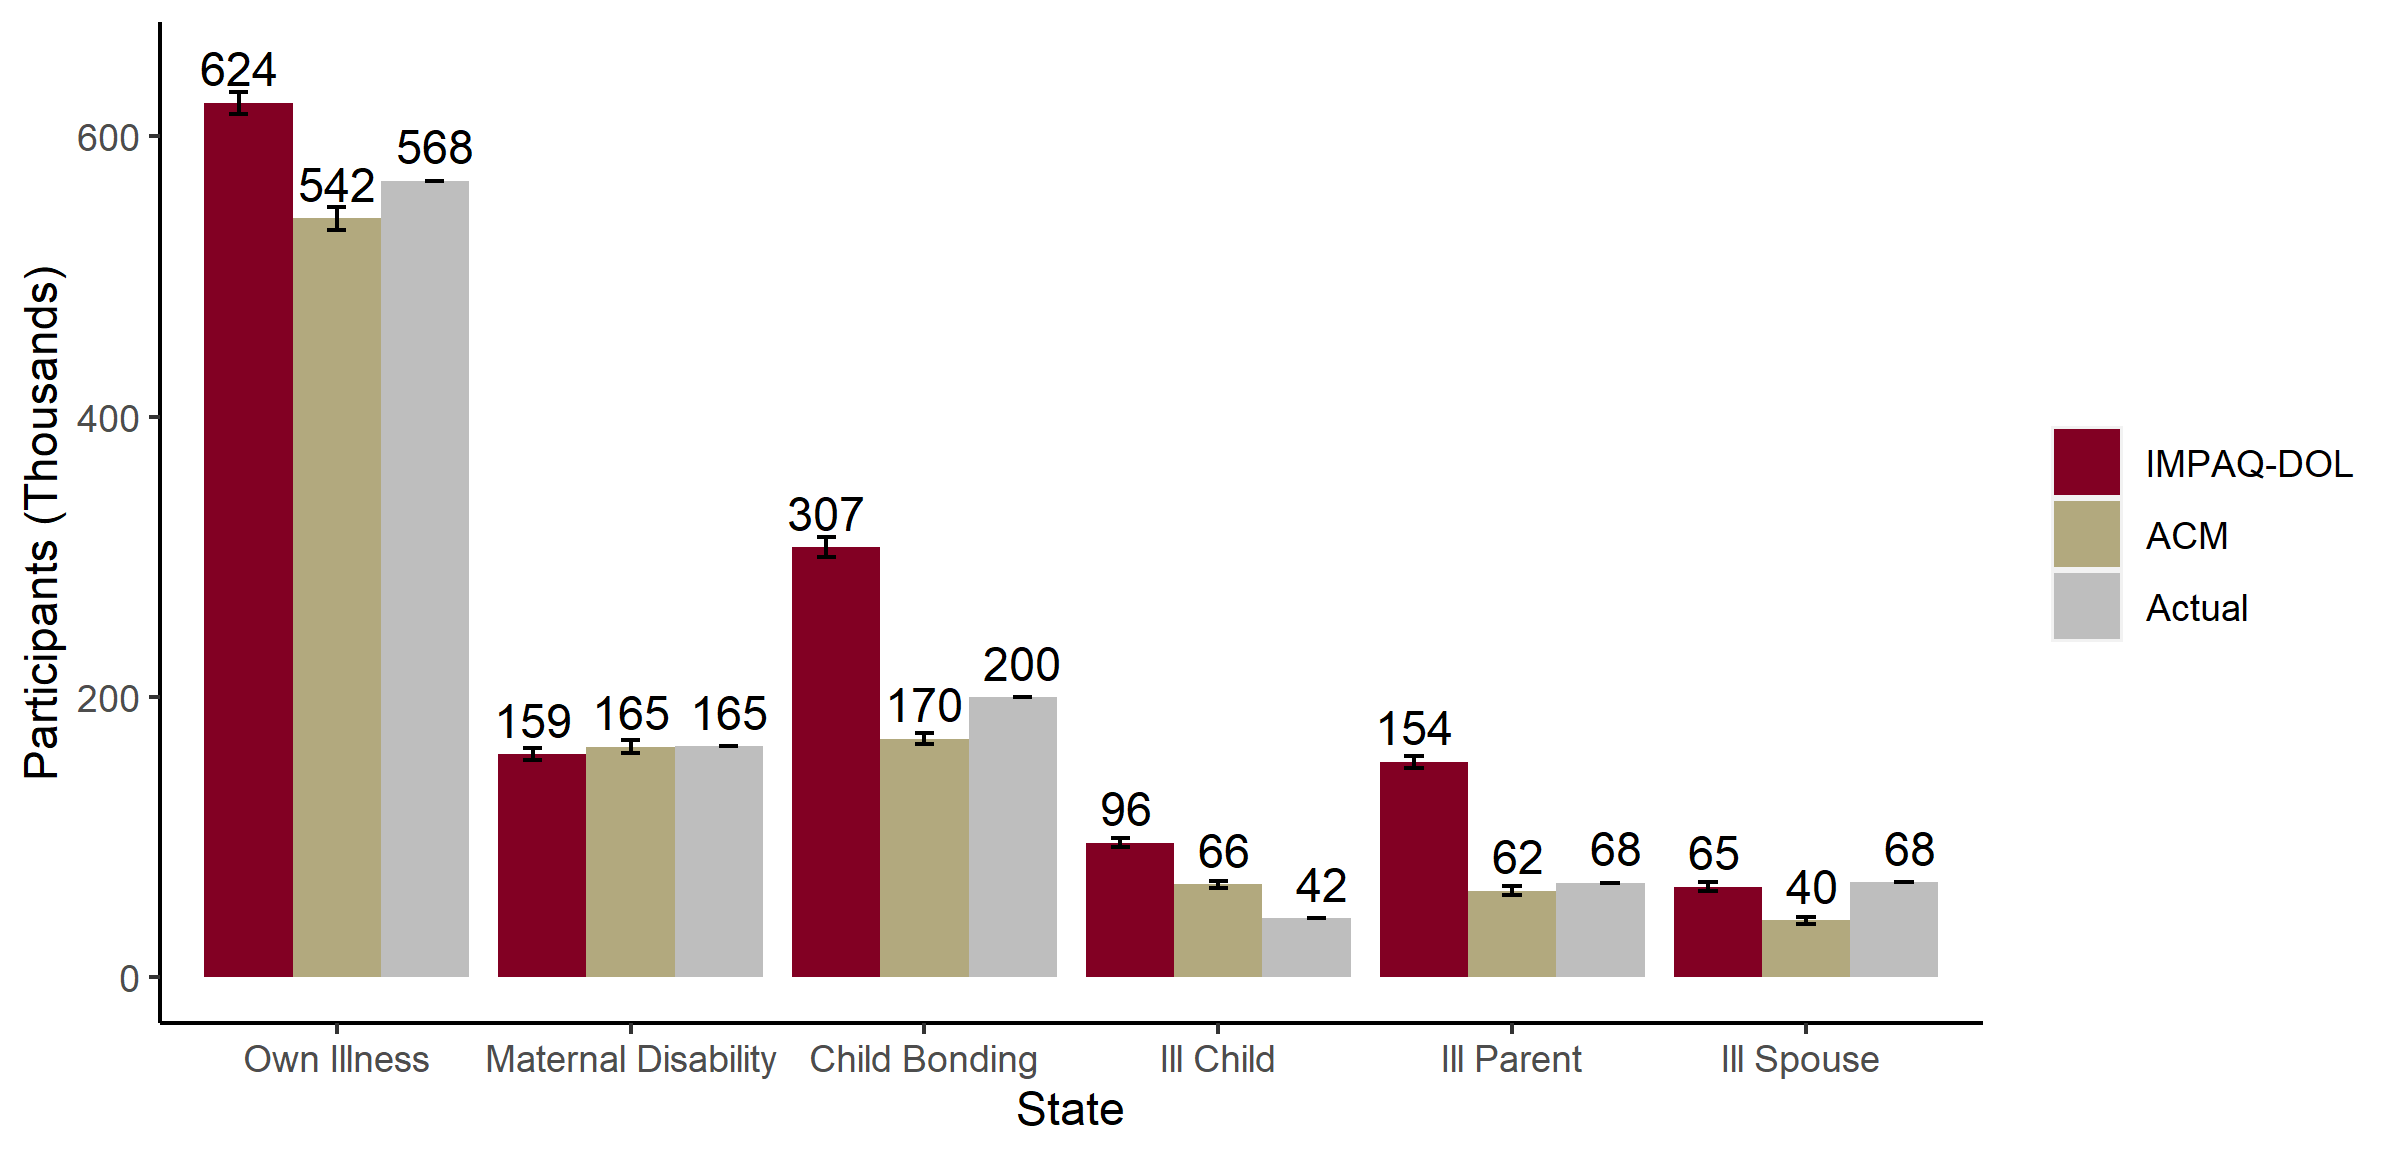 624
542
568
159
165
165
307
170
200
96
66
42
154
62
68
65
40
68
600
400
200
0
Participants (Thousands)
Own Illness
Maternal Disability
Child Bonding
Ill Child
Ill Parent
Ill Spouse
State
IMPAQ-DOL
ACM
Actual